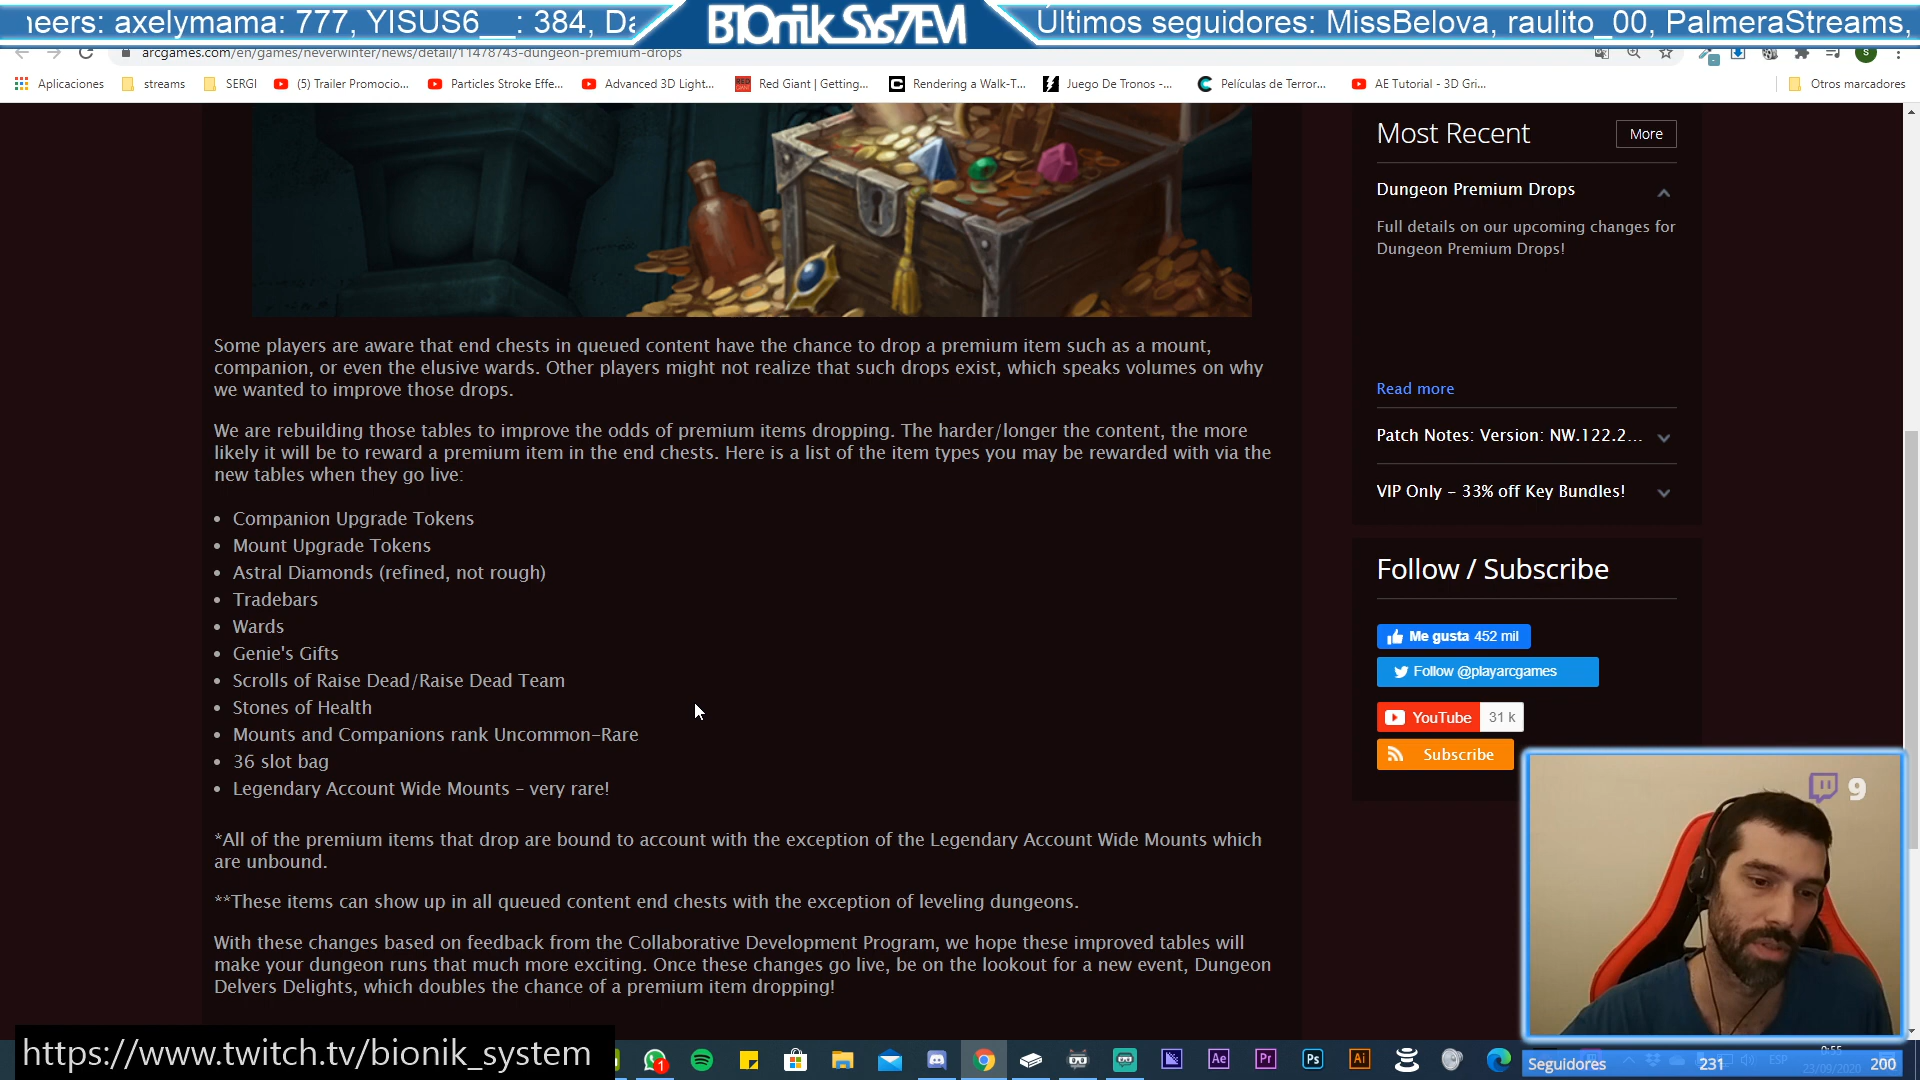 neers: axelymama: 777, YISUS6__: 384, Da
BIONIK SYSTEM
Últimos seguidores: MissBelova, raulito_00, PalmeraStreams,
arcgames.com/en/games/neverwinter/news/detail/11478743-dungeon-premium-drops
Aplicaciones streams SERGI (5) Trailer Promocio... Particles Stroke Effe... Advanced 3D Light... Red Giant | Getting... Rendering a Walk-T... Juego De Tronos -... Películas de Terror... AE Tutorial - 3D Gri... Otros marcadores
Some players are aware that end chests in queued content have the chance to drop a premium item such as a mount,
companion, or even the elusive wards. Other players might not realize that such drops exist, which speaks volumes on why
we wanted to improve those drops.
We are rebuilding those tables to improve the odds of premium items dropping. The harder/longer the content, the more
likely it will be to reward a premium item in the end chests. Here is a list of the item types you may be rewarded with via the
new tables when they go live:
• Companion Upgrade Tokens
• Mount Upgrade Tokens
• Astral Diamonds (refined, not rough)
• Tradebars
• Wards
• Genie's Gifts
• Scrolls of Raise Dead/Raise Dead Team
• Stones of Health
• Mounts and Companions rank Uncommon-Rare
• 36 slot bag
• Legendary Account Wide Mounts - very rare!
*All of the premium items that drop are bound to account with the exception of the Legendary Account Wide Mounts which
are unbound.
**These items can show up in all queued content end chests with the exception of leveling dungeons.
With these changes based on feedback from the Collaborative Development Program, we hope these improved tables will
make your dungeon runs that much more exciting. Once these changes go live, be on the lookout for a new event, Dungeon
Delvers Delights, which doubles the chance of a premium item dropping!
Most Recent More
Dungeon Premium Drops
Full details on our upcoming changes for
Dungeon Premium Drops!
Read more
Patch Notes: Version: NW.122.2...
VIP Only - 33% off Key Bundles!
Follow / Subscribe
Me gusta 452 mil
Follow @playarcgames
YouTube 31 k
Subscribe
9
https://www.twitch.tv/bionik_system
1
Ae Pr Ps Ai
ESP
23/09/2020
Seguidores 231 200